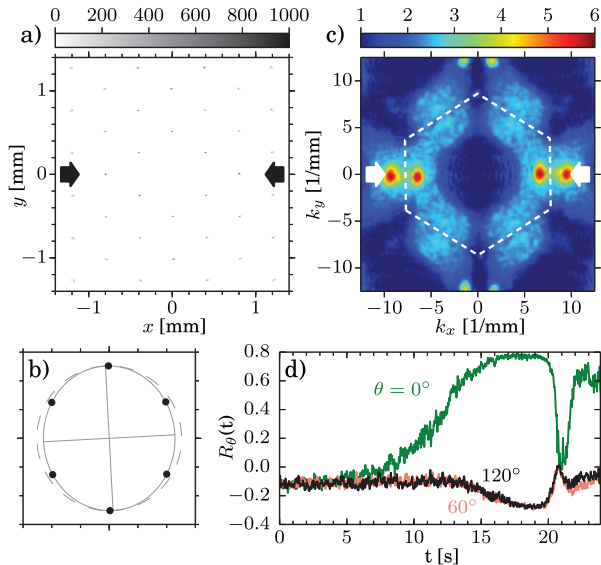 0 200 400 600 800 1000
1 2 3 4 5 6
a)
c)
y [mm]
1
0
−1
−1 0 1
x [mm]
k_y [1/mm]
10
5
0
−5
−10
−10 −5 0 5 10
k_x [1/mm]
b)
d)
R_θ(t)
0.8
0.6
0.4
0.2
0.0
−0.2
−0.4
θ = 0°
120°
60°
0 5 10 15 20
t [s]